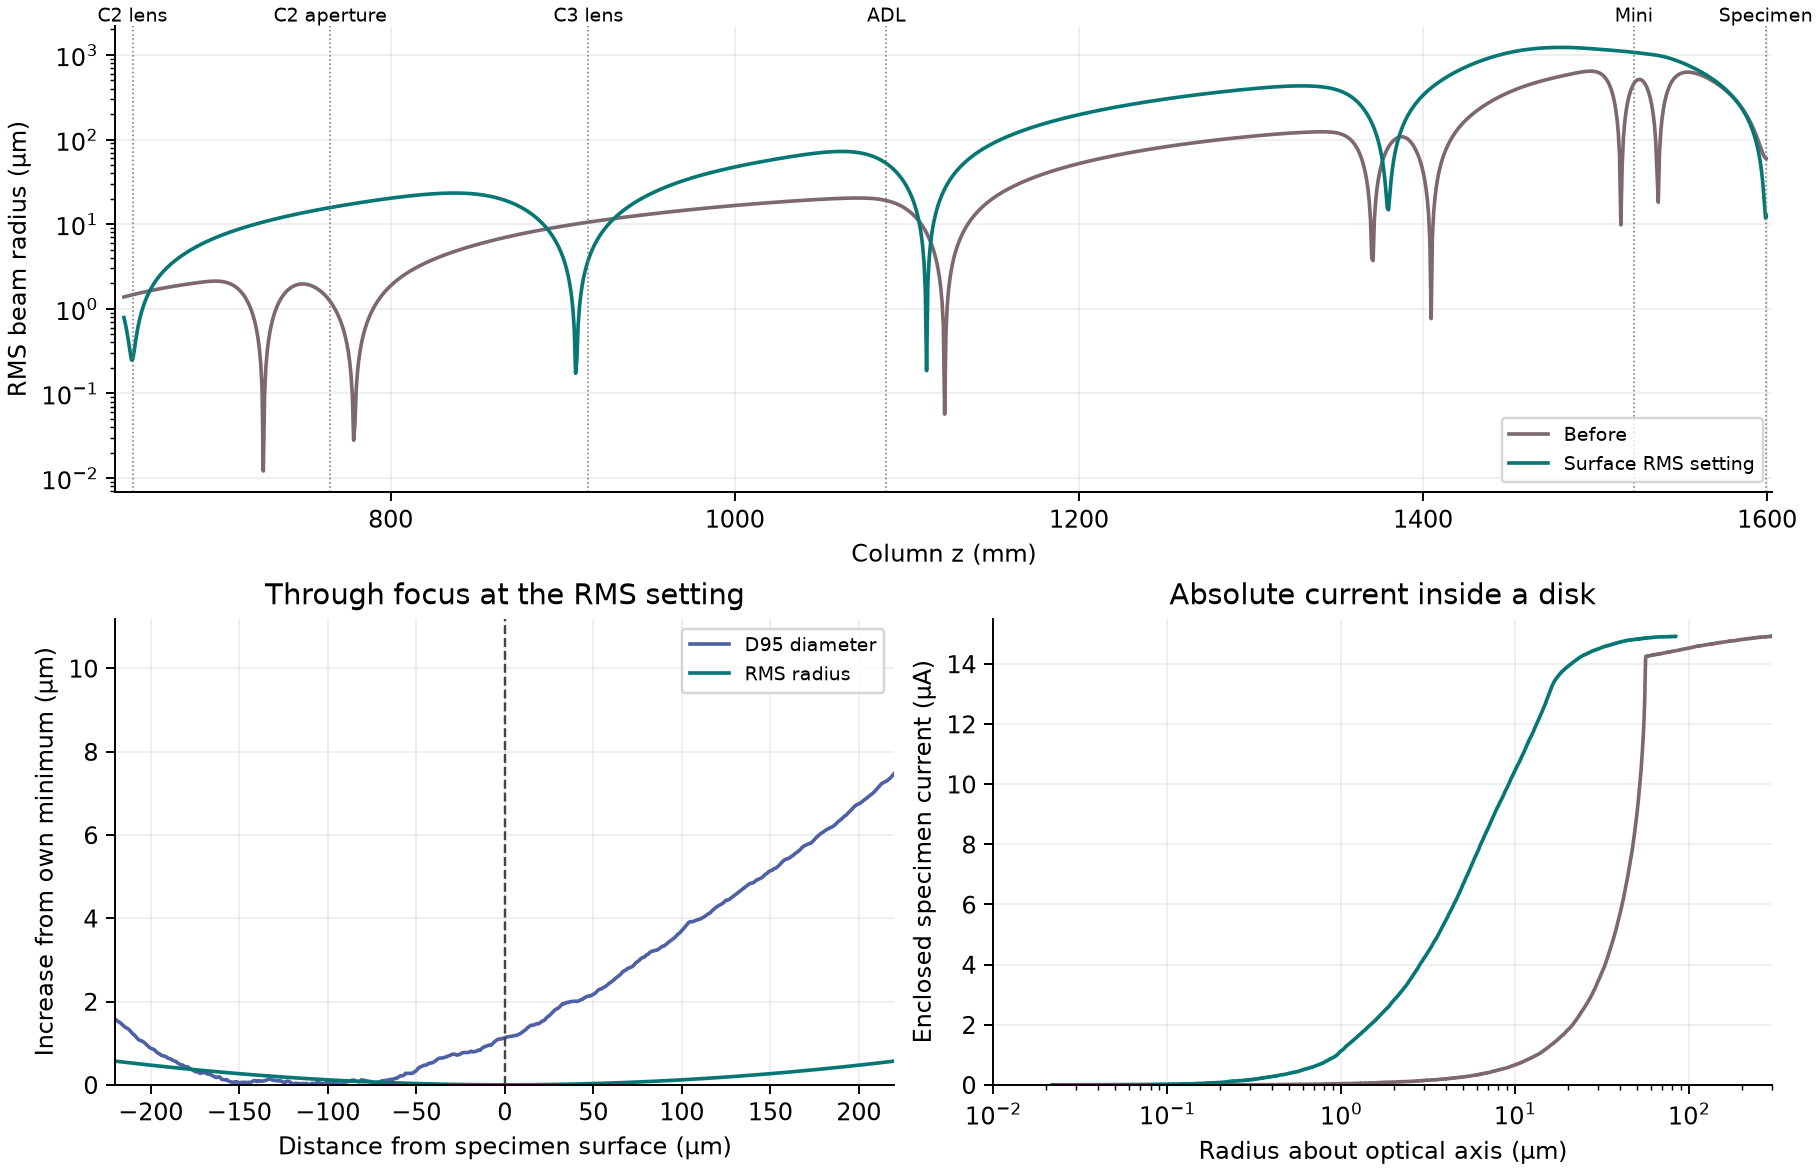 C2 lens
C2 aperture
C3 lens
ADL
Mini
Specimen
RMS beam radius (μm)
10³
10²
10¹
10⁰
10⁻¹
10⁻²
Before
Surface RMS setting
800
1000
1200
1400
1600
Column z (mm)
Through focus at the RMS setting
Increase from own minimum (μm)
10
8
6
4
2
0
D95 diameter
RMS radius
−200
−150
−100
−50
0
50
100
150
200
Distance from specimen surface (μm)
Absolute current inside a disk
Enclosed specimen current (μA)
14
12
10
8
6
4
2
0
10⁻²
10⁻¹
10⁰
10¹
10²
Radius about optical axis (μm)